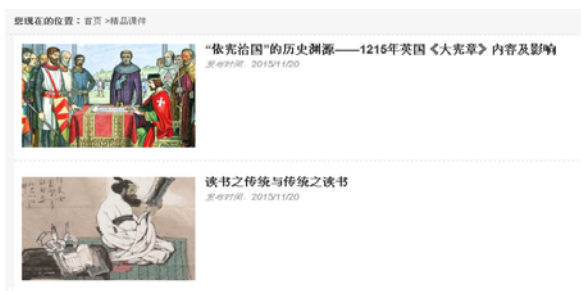 您现在的位置：首页 >精品课件
“依宪治国”的历史渊源——1215年英国《大宪章》内容及影响
发布时间：2015/11/20
读书之传统与传统之读书
发布时间：2015/11/20